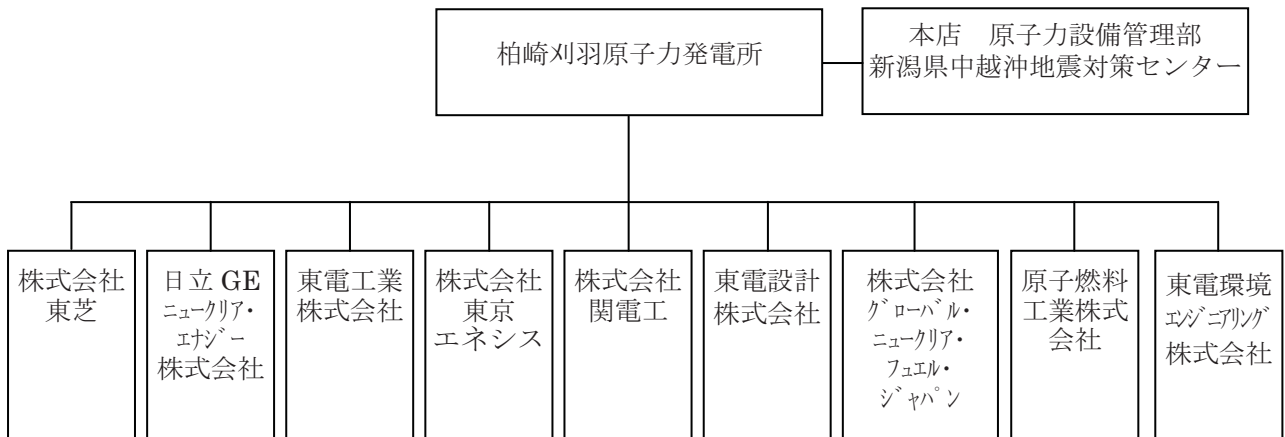 柏崎刈羽原子力発電所
本店　原子力設備管理部
新潟県中越沖地震対策センター
株式会社
東芝
日立 GE
ニュークリア・
エナジー
株式会社
東電工業
株式会社
株式会社
東京
エネシス
株式会社
関電工
東電設計
株式会社
株式会社
グローバル・
ニュークリア・
フュエル・
ジャパン
原子燃料
工業株式
会社
東電環境
エンジニアリング
株式会社